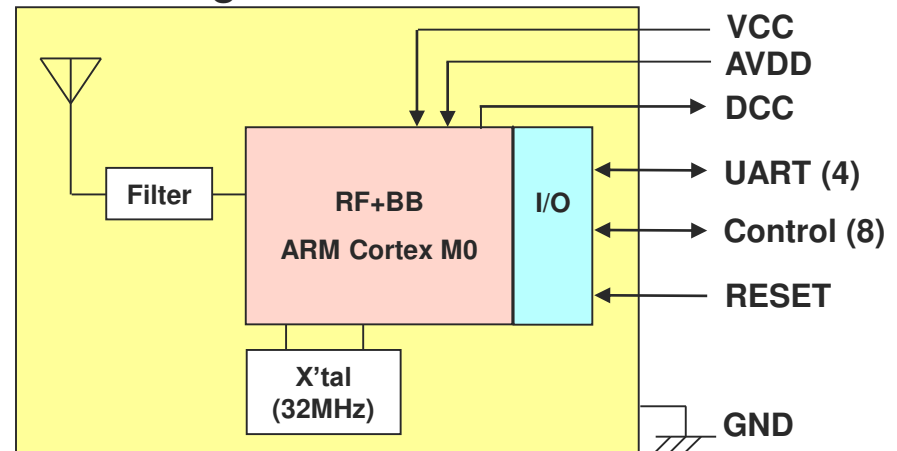 VCC
AVDD
DCC
Filter
RF+BB
ARM Cortex M0
I/O
UART (4)
Control (8)
RESET
X'tal
(32MHz)
GND